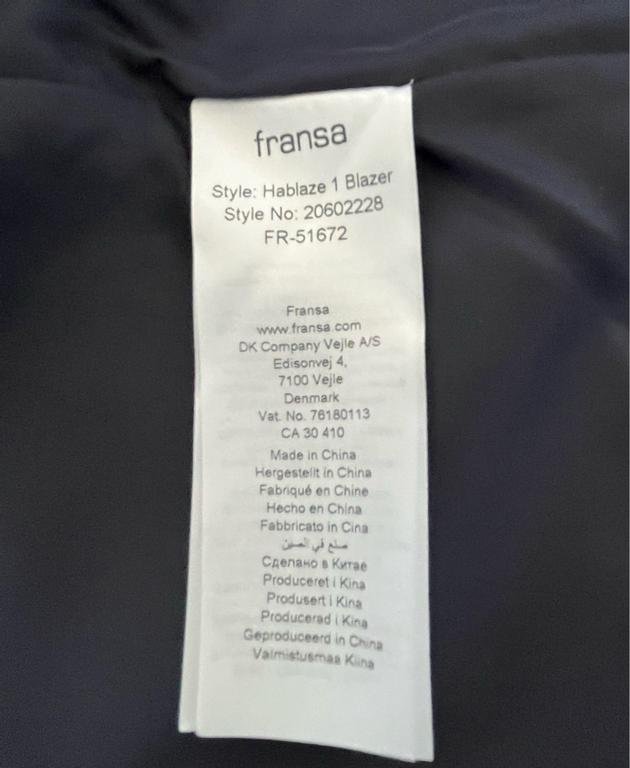 fransa
Style: Hablaze 1 Blazer
Style No: 20602228
FR-51672
Fransa
www.fransa.com
DK Company Vejle A/S
Edisonvej 4,
7100 Vejle
Denmark
Vat. No. 76180113
CA 30 410
Made in China
Hergestellt in China
Fabriqué en Chine
Hecho en China
Fabbricato in Cina
صنع في الصين
Сделано в Китае
Produceret i Kina
Produsert i Kina
Producerad i Kina
Geproduceerd in China
Valmistusmaa Kiina